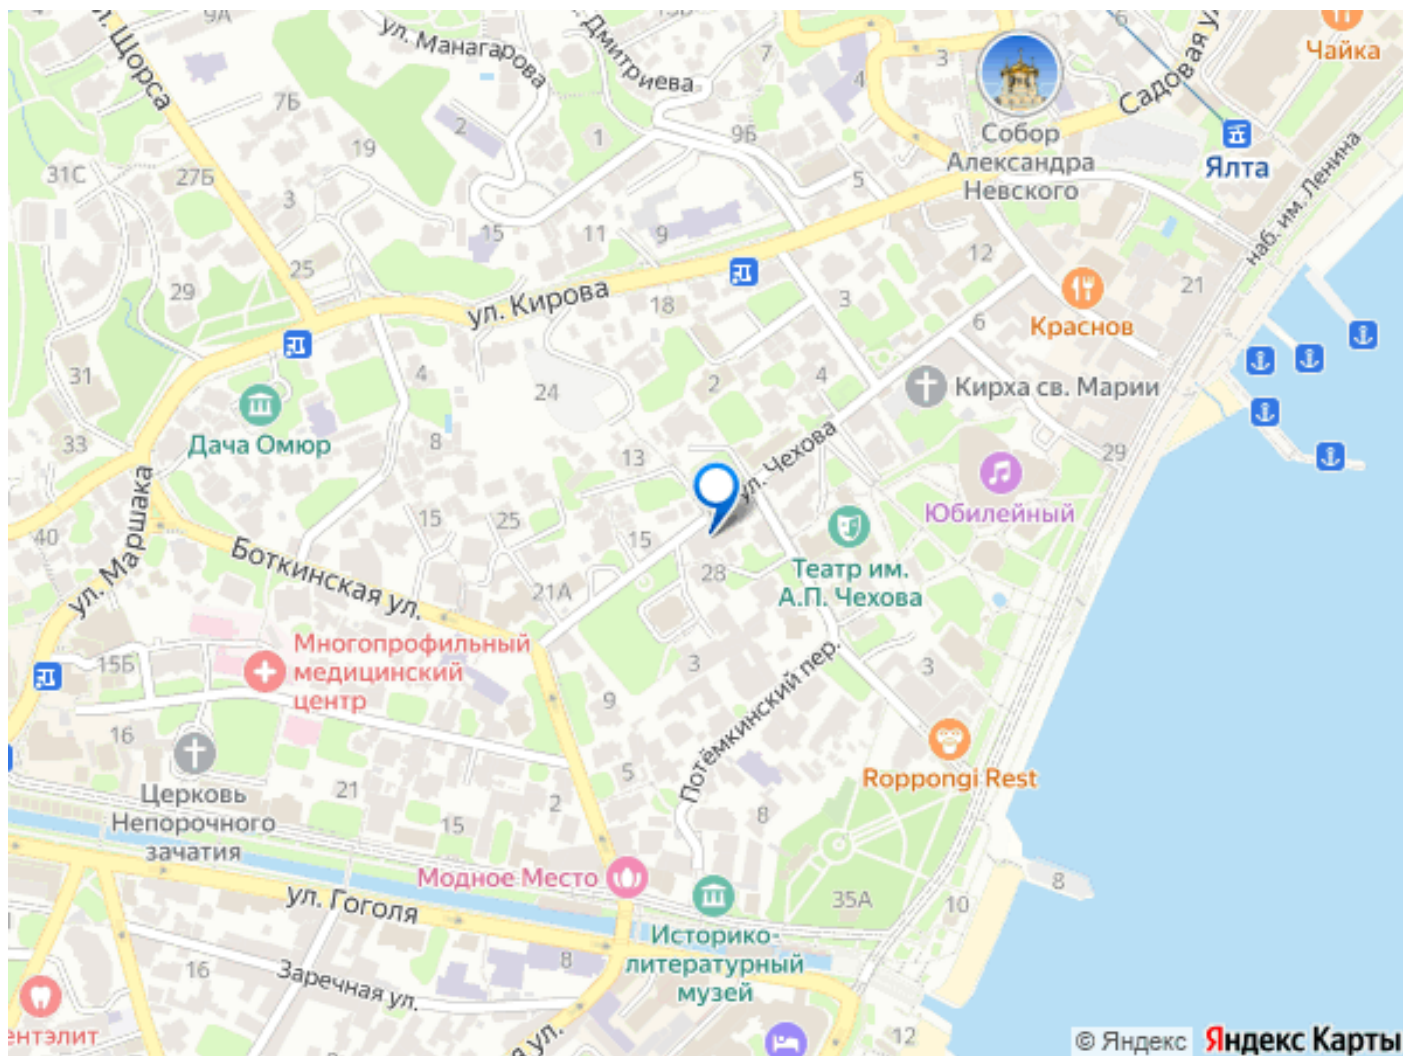 9А
15В
6
ул. Щорса
ул. Манагарова
ул. Дмитриева
7
3
Садовая ул.
Чайка
7Б
2
1
9Б
Собор
Александра
Невского
Ялта
наб. им. Ленина
19
31С
27Б
3
5
15
11
9
12
25
29
18
3
21
ул. Кирова
Краснов
6
31
4
24
2
4
Кирха св. Марии
Дача Омюр
33
8
13
ул. Чехова
29
Юбилейный
ул. Маршака
15
25
15
40
Боткинская ул.
28
Театр им.
А.П. Чехова
21А
Многопрофильный
медицинский
центр
15Б
3
3
9
Потёмкинский пер.
16
Roppongi Rest
5
21
2
8
15
Церковь
Непорочного
зачатия
Модное Место
ул. Гоголя
35А
10
8
Историко-
литературный
музей
16
Заречная ул.
8
ентэлит
ая ул.
12
© Яндекс Яндекс Карты